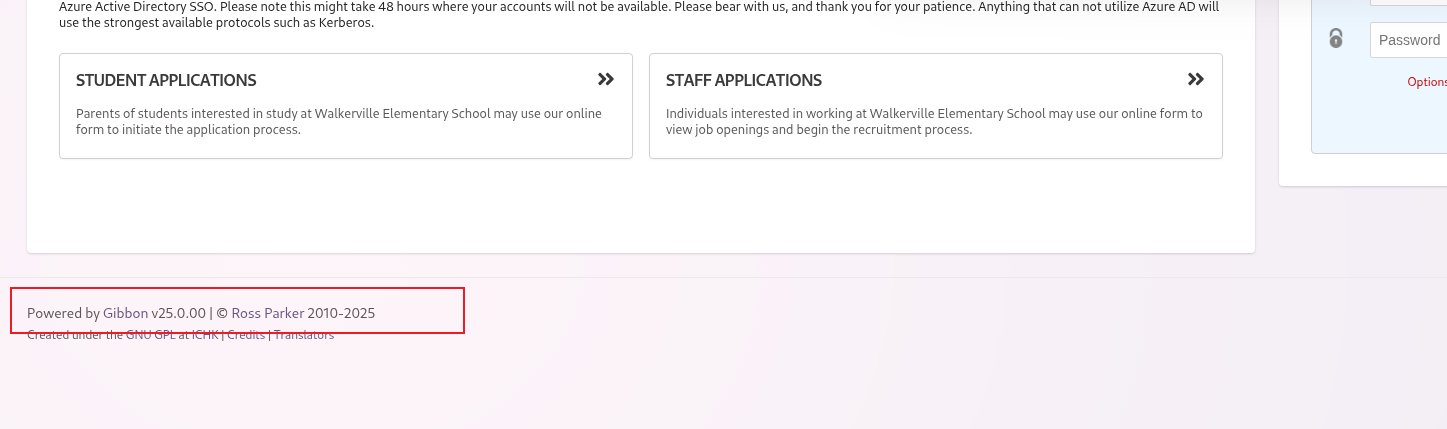 Azure Active Directory SSO. Please note this might take 48 hours where your accounts will not be available. Please bear with us, and thank you for your patience. Anything that can not utilize Azure AD will
use the strongest available protocols such as Kerberos.
STUDENT APPLICATIONS
Parents of students interested in study at Walkerville Elementary School may use our online
form to initiate the application process.
STAFF APPLICATIONS
Individuals interested in working at Walkerville Elementary School may use our online form to
view job openings and begin the recruitment process.
Password
Options
Powered by Gibbon v25.0.00 | © Ross Parker 2010-2025
Created under the GNU GPL at ICHK | Credits | Translators